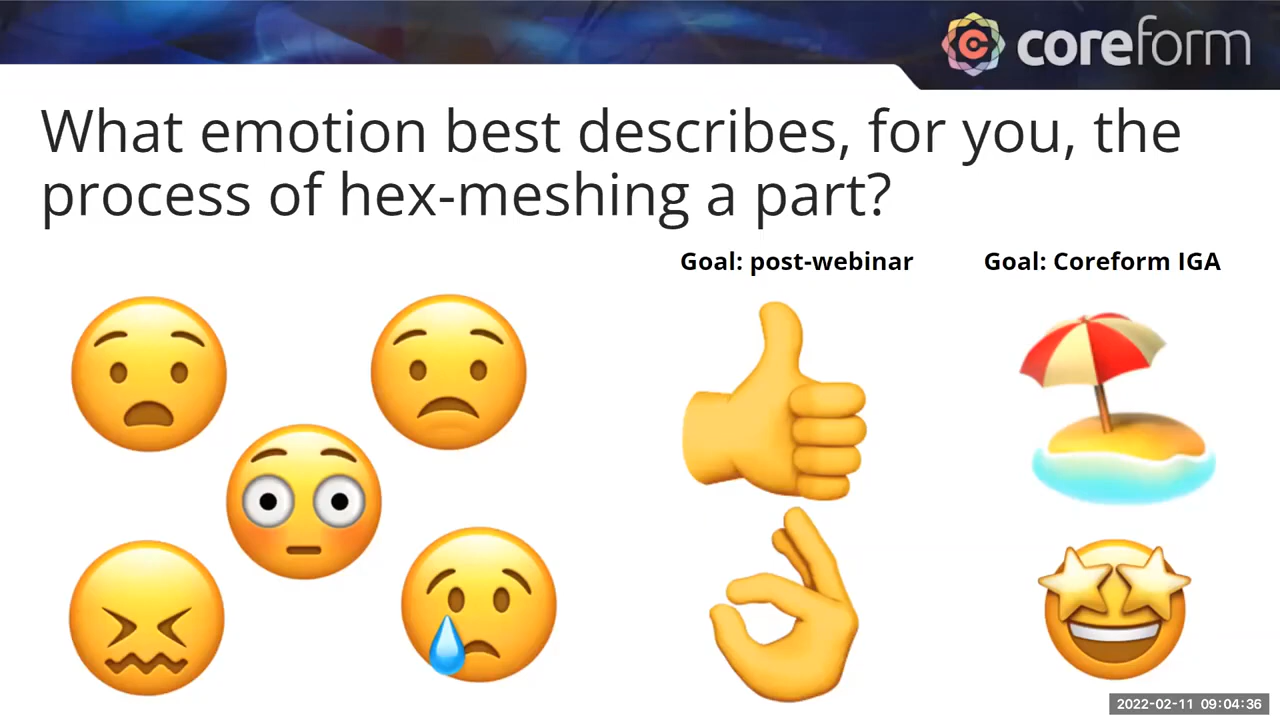 coreform
What emotion best describes, for you, the
process of hex-meshing a part?
Goal: post-webinar
Goal: Coreform IGA
2022-02-11 09:04:36